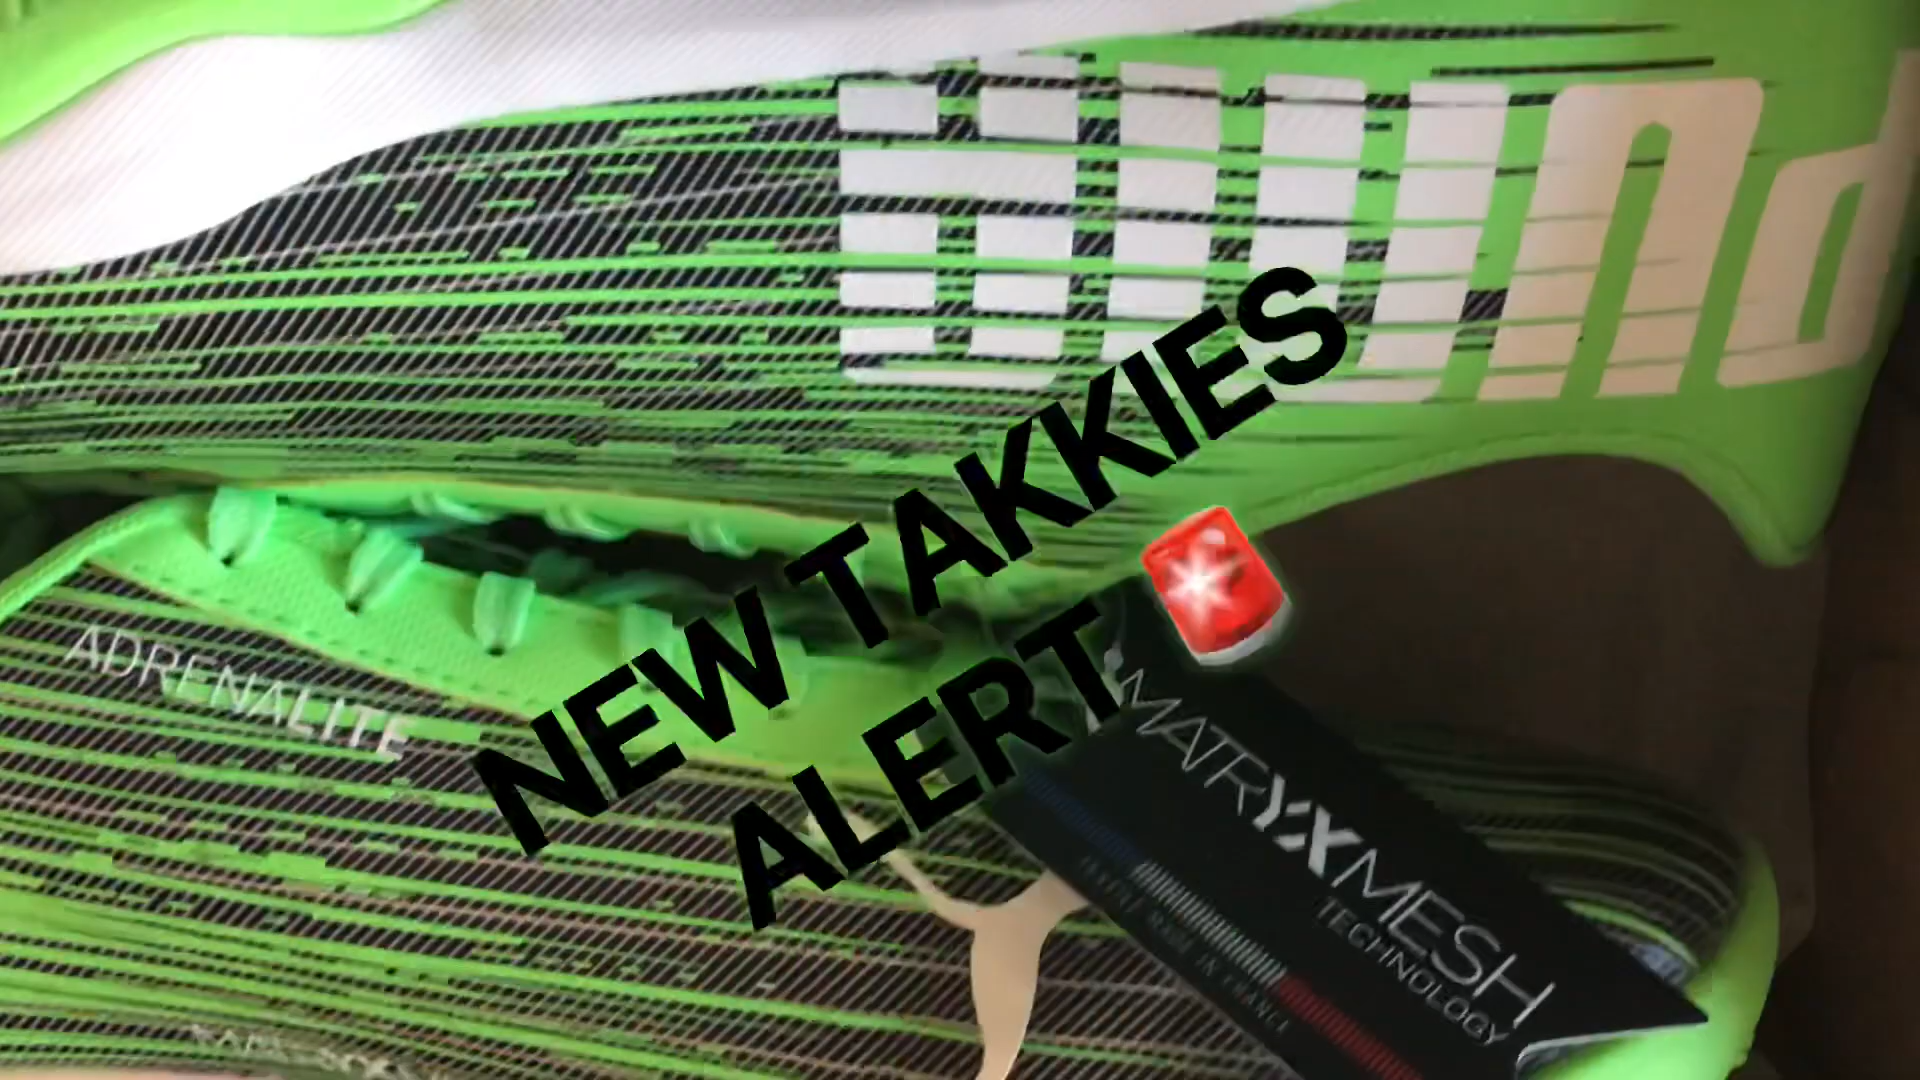 NEW TAKKIES
ALERT 🚨
ADRENALITE
MATRYXMESH
TECHNOLOGY